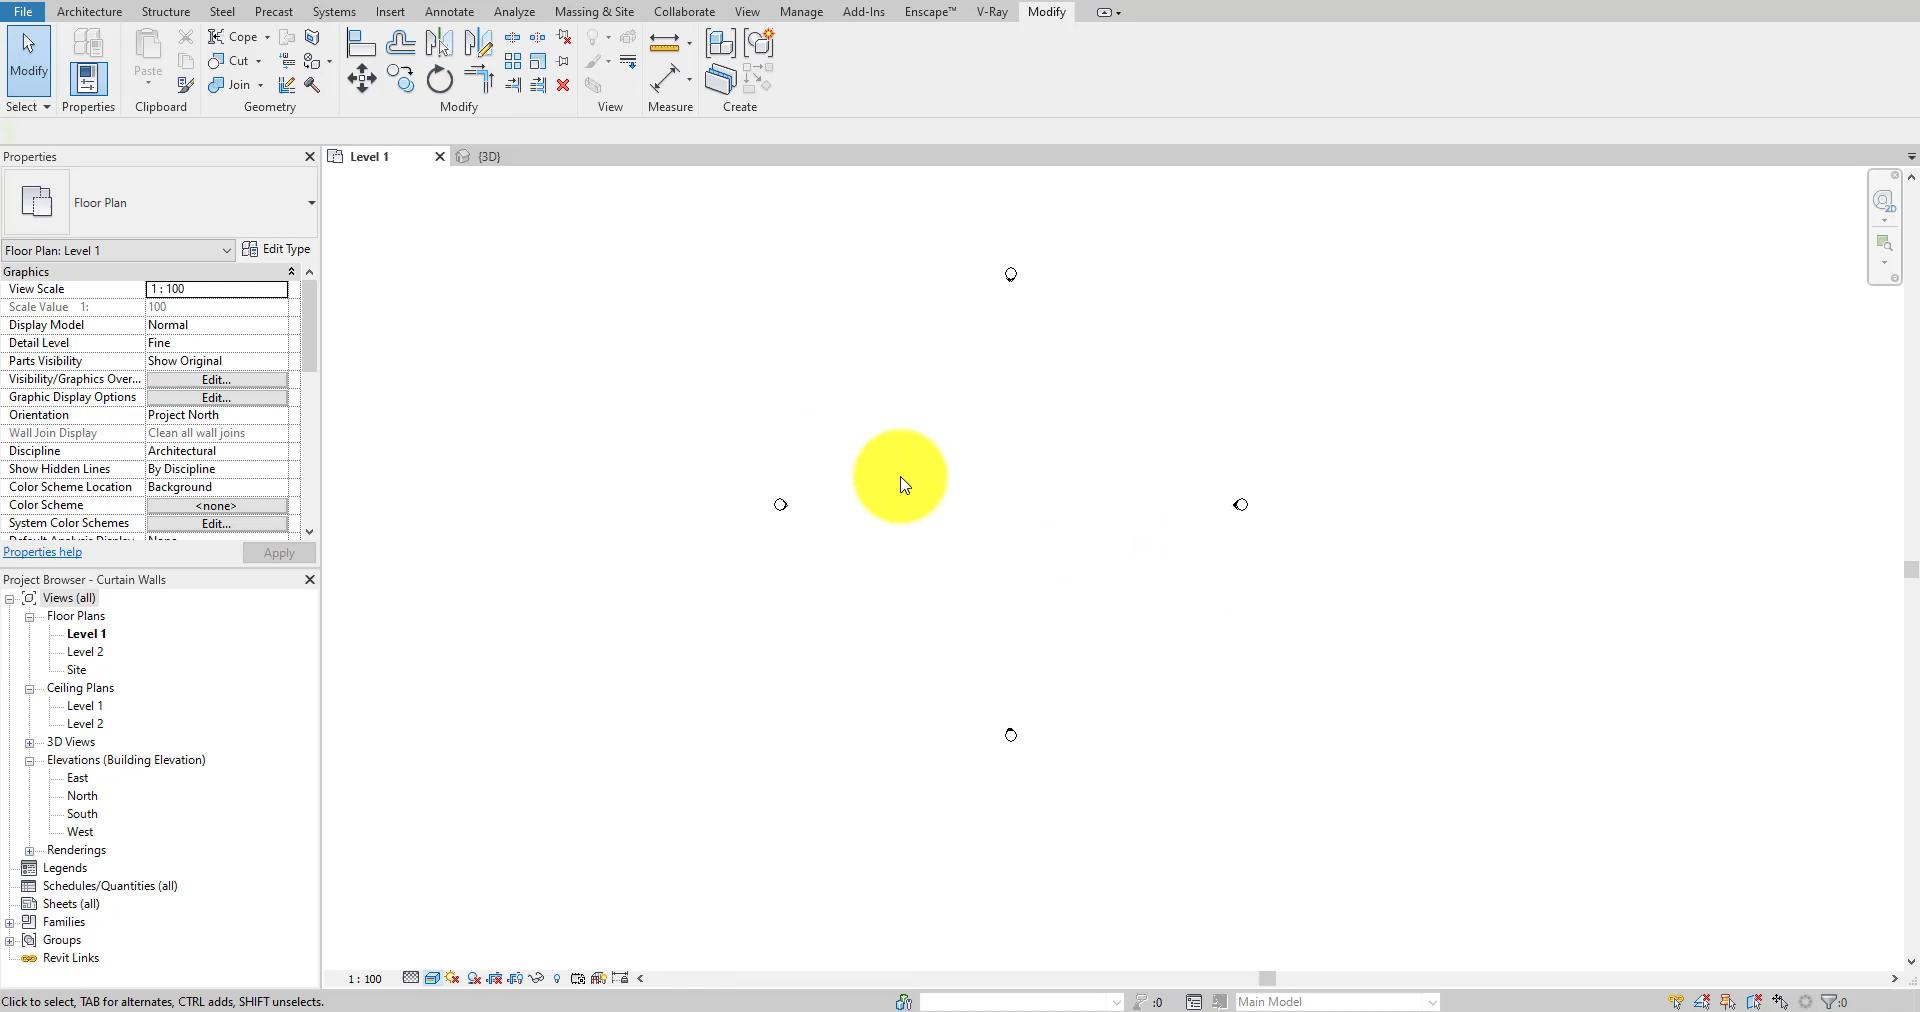 File Architecture Structure Steel Precast Systems Insert Annotate Analyze Massing & Site Collaborate View Manage Add-Ins Enscape™ V-Ray Modify
Modify Paste Cope Cut Join
Select Properties Clipboard Geometry Modify View Measure Create
Properties
Level 1
{3D}
2D
Floor Plan
Floor Plan: Level 1
Edit Type
Graphics
View Scale 1 : 100
Scale Value 1: 100
Display Model Normal
Detail Level Fine
Parts Visibility Show Original
Visibility/Graphics Over... Edit...
Graphic Display Options Edit...
Orientation Project North
Wall Join Display Clean all wall joins
Discipline Architectural
Show Hidden Lines By Discipline
Color Scheme Location Background
Color Scheme <none>
System Color Schemes Edit...
Properties help
Apply
Project Browser - Curtain Walls
Views (all)
Floor Plans
Level 1
Level 2
Site
Ceiling Plans
Level 1
Level 2
3D Views
Elevations (Building Elevation)
East
North
South
West
Renderings
Legends
Schedules/Quantities (all)
Sheets (all)
Families
Groups
Revit Links
1 : 100
Click to select, TAB for alternates, CTRL adds, SHIFT unselects.
:0
Main Model
:0